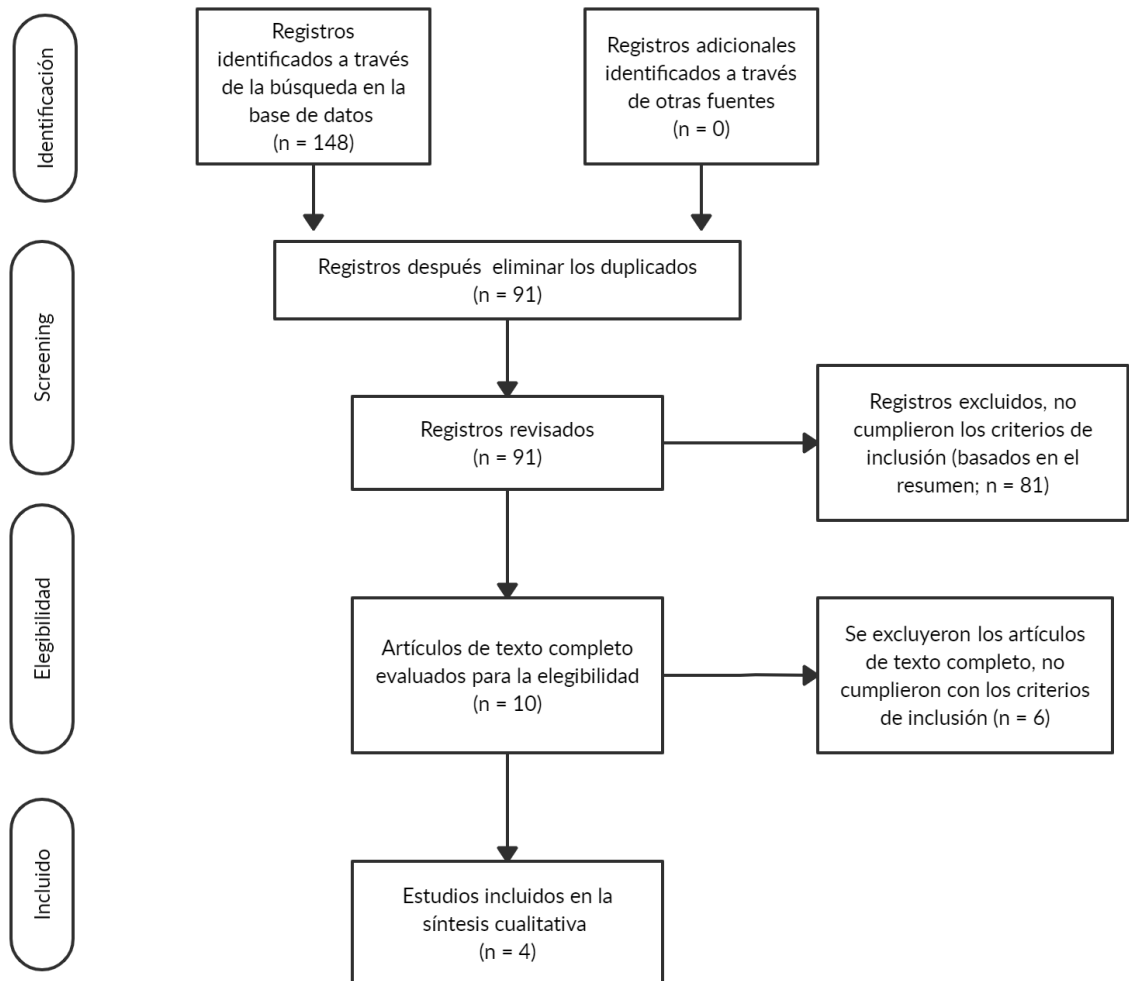 Identificación
Registros
identificados a través
de la búsqueda en la
base de datos
(n = 148)
Registros adicionales
identificados a través
de otras fuentes
(n = 0)
Screening
Registros después  eliminar los duplicados
(n = 91)
Registros revisados
(n = 91)
Registros excluidos, no
cumplieron los criterios de
inclusión (basados en el
resumen; n = 81)
Elegibilidad
Artículos de texto completo
evaluados para la elegibilidad
(n = 10)
Se excluyeron los artículos
de texto completo, no
cumplieron con los criterios
de inclusión (n = 6)
Incluido
Estudios incluidos en la
síntesis cualitativa
(n = 4)